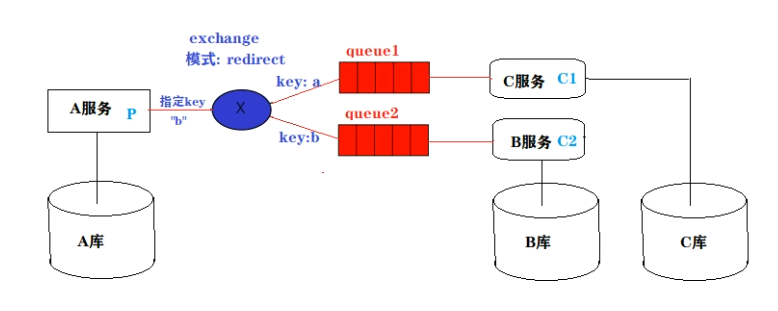 exchange
模式: redirect
queue1
key: a
C服务 C1
A服务 P
指定key
"b"
X
queue2
key:b
B服务 C2
A库
B库
C库